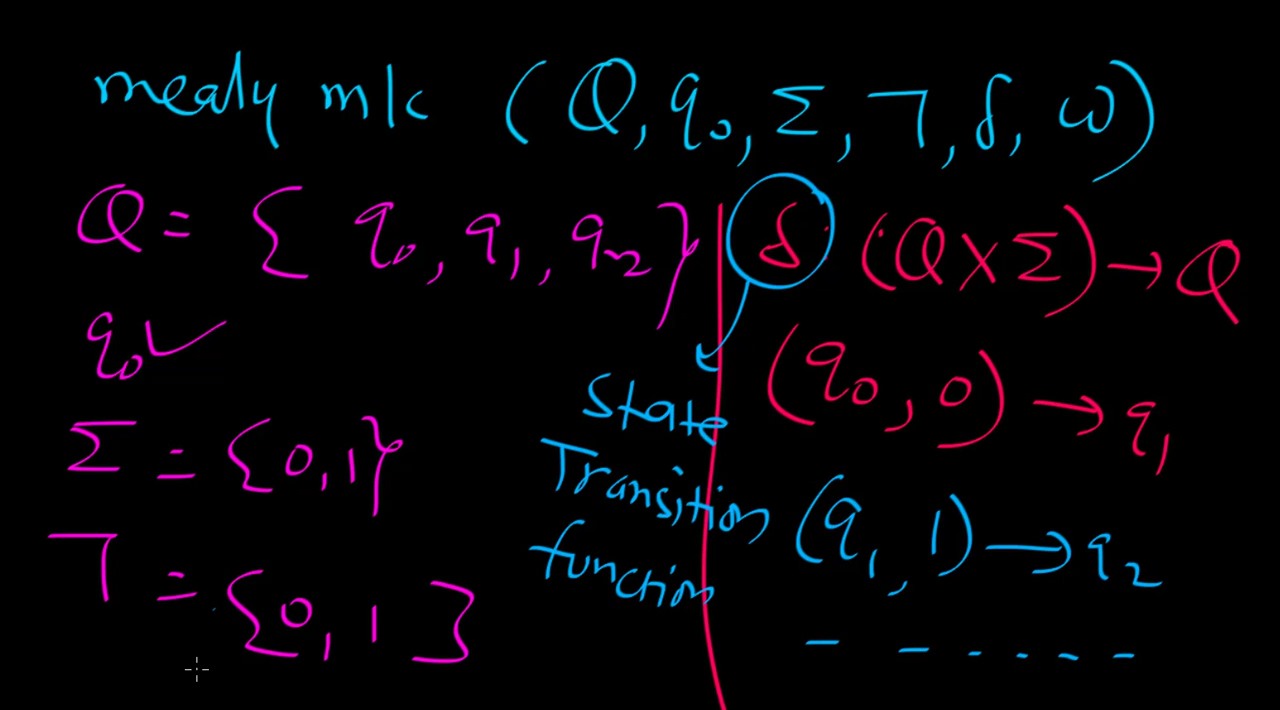 mealy m/c (Q, q₀, Σ, ㄱ, δ, ω)
Q = { q₀, q₁, q₂}
q₀✓
Σ = {0,1}
ㄱ = {0,1}
δ (Q×Σ) → Q
State
Transition
function
(q₀, 0) → q₁
(q₁, 1) → q₂
- - - - - -